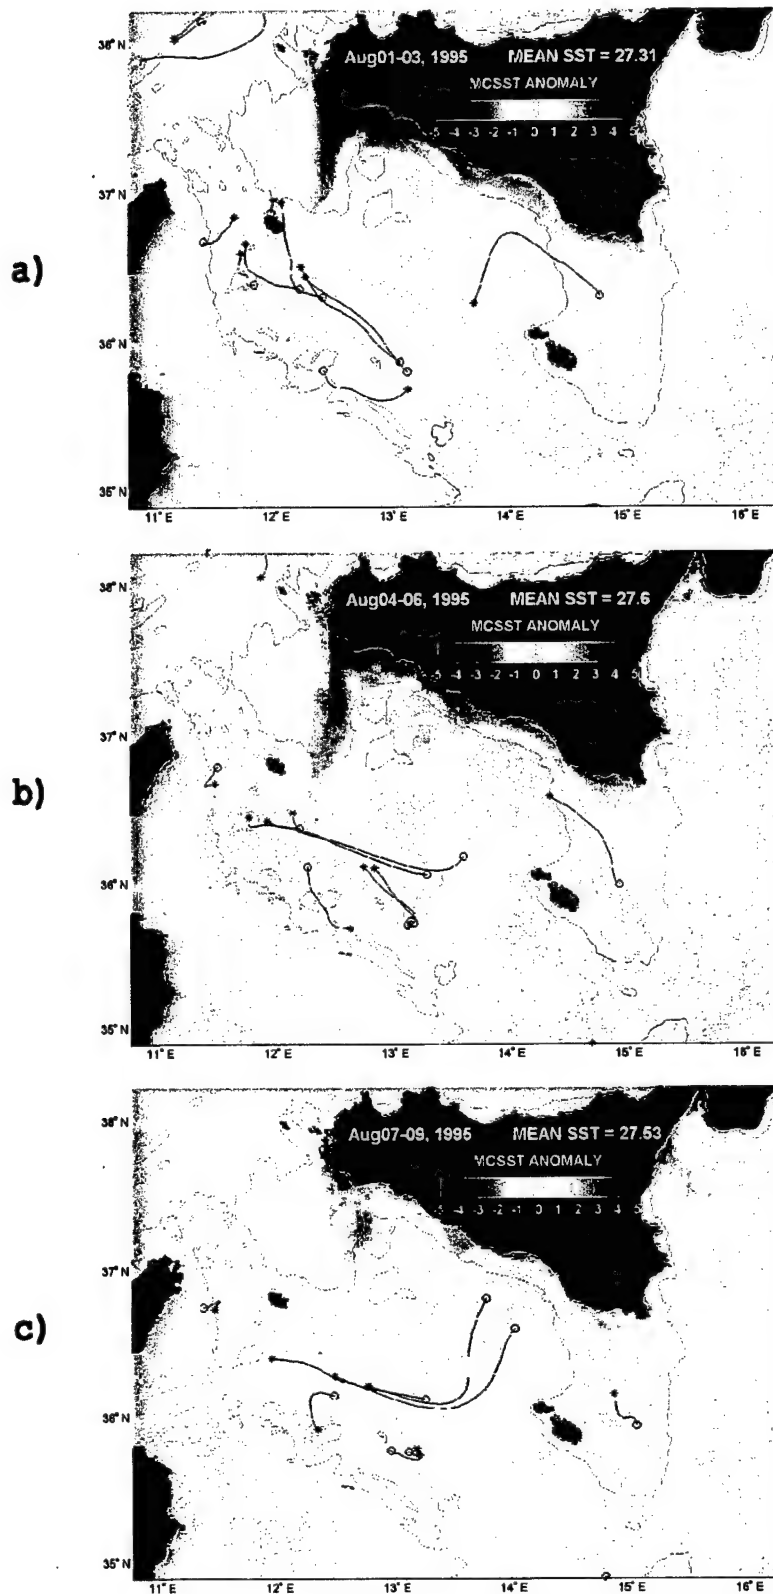 a)
38°N
37°N
36°N
35°N
Aug01-03, 1995 MEAN SST = 27.31
MCSST ANOMALY
-5 -4 -3 -2 -1 0 1 2 3 4 5
11°E 12°E 13°E 14°E 15°E 16°E
b)
38°N
37°N
36°N
35°N
Aug04-06, 1995 MEAN SST = 27.6
MCSST ANOMALY
-5 -4 -3 -2 -1 0 1 2 3 4 5
11°E 12°E 13°E 14°E 15°E 16°E
c)
38°N
37°N
36°N
35°N
Aug07-09, 1995 MEAN SST = 27.53
MCSST ANOMALY
-5 -4 -3 -2 -1 0 1 2 3 4 5
11°E 12°E 13°E 14°E 15°E 16°E